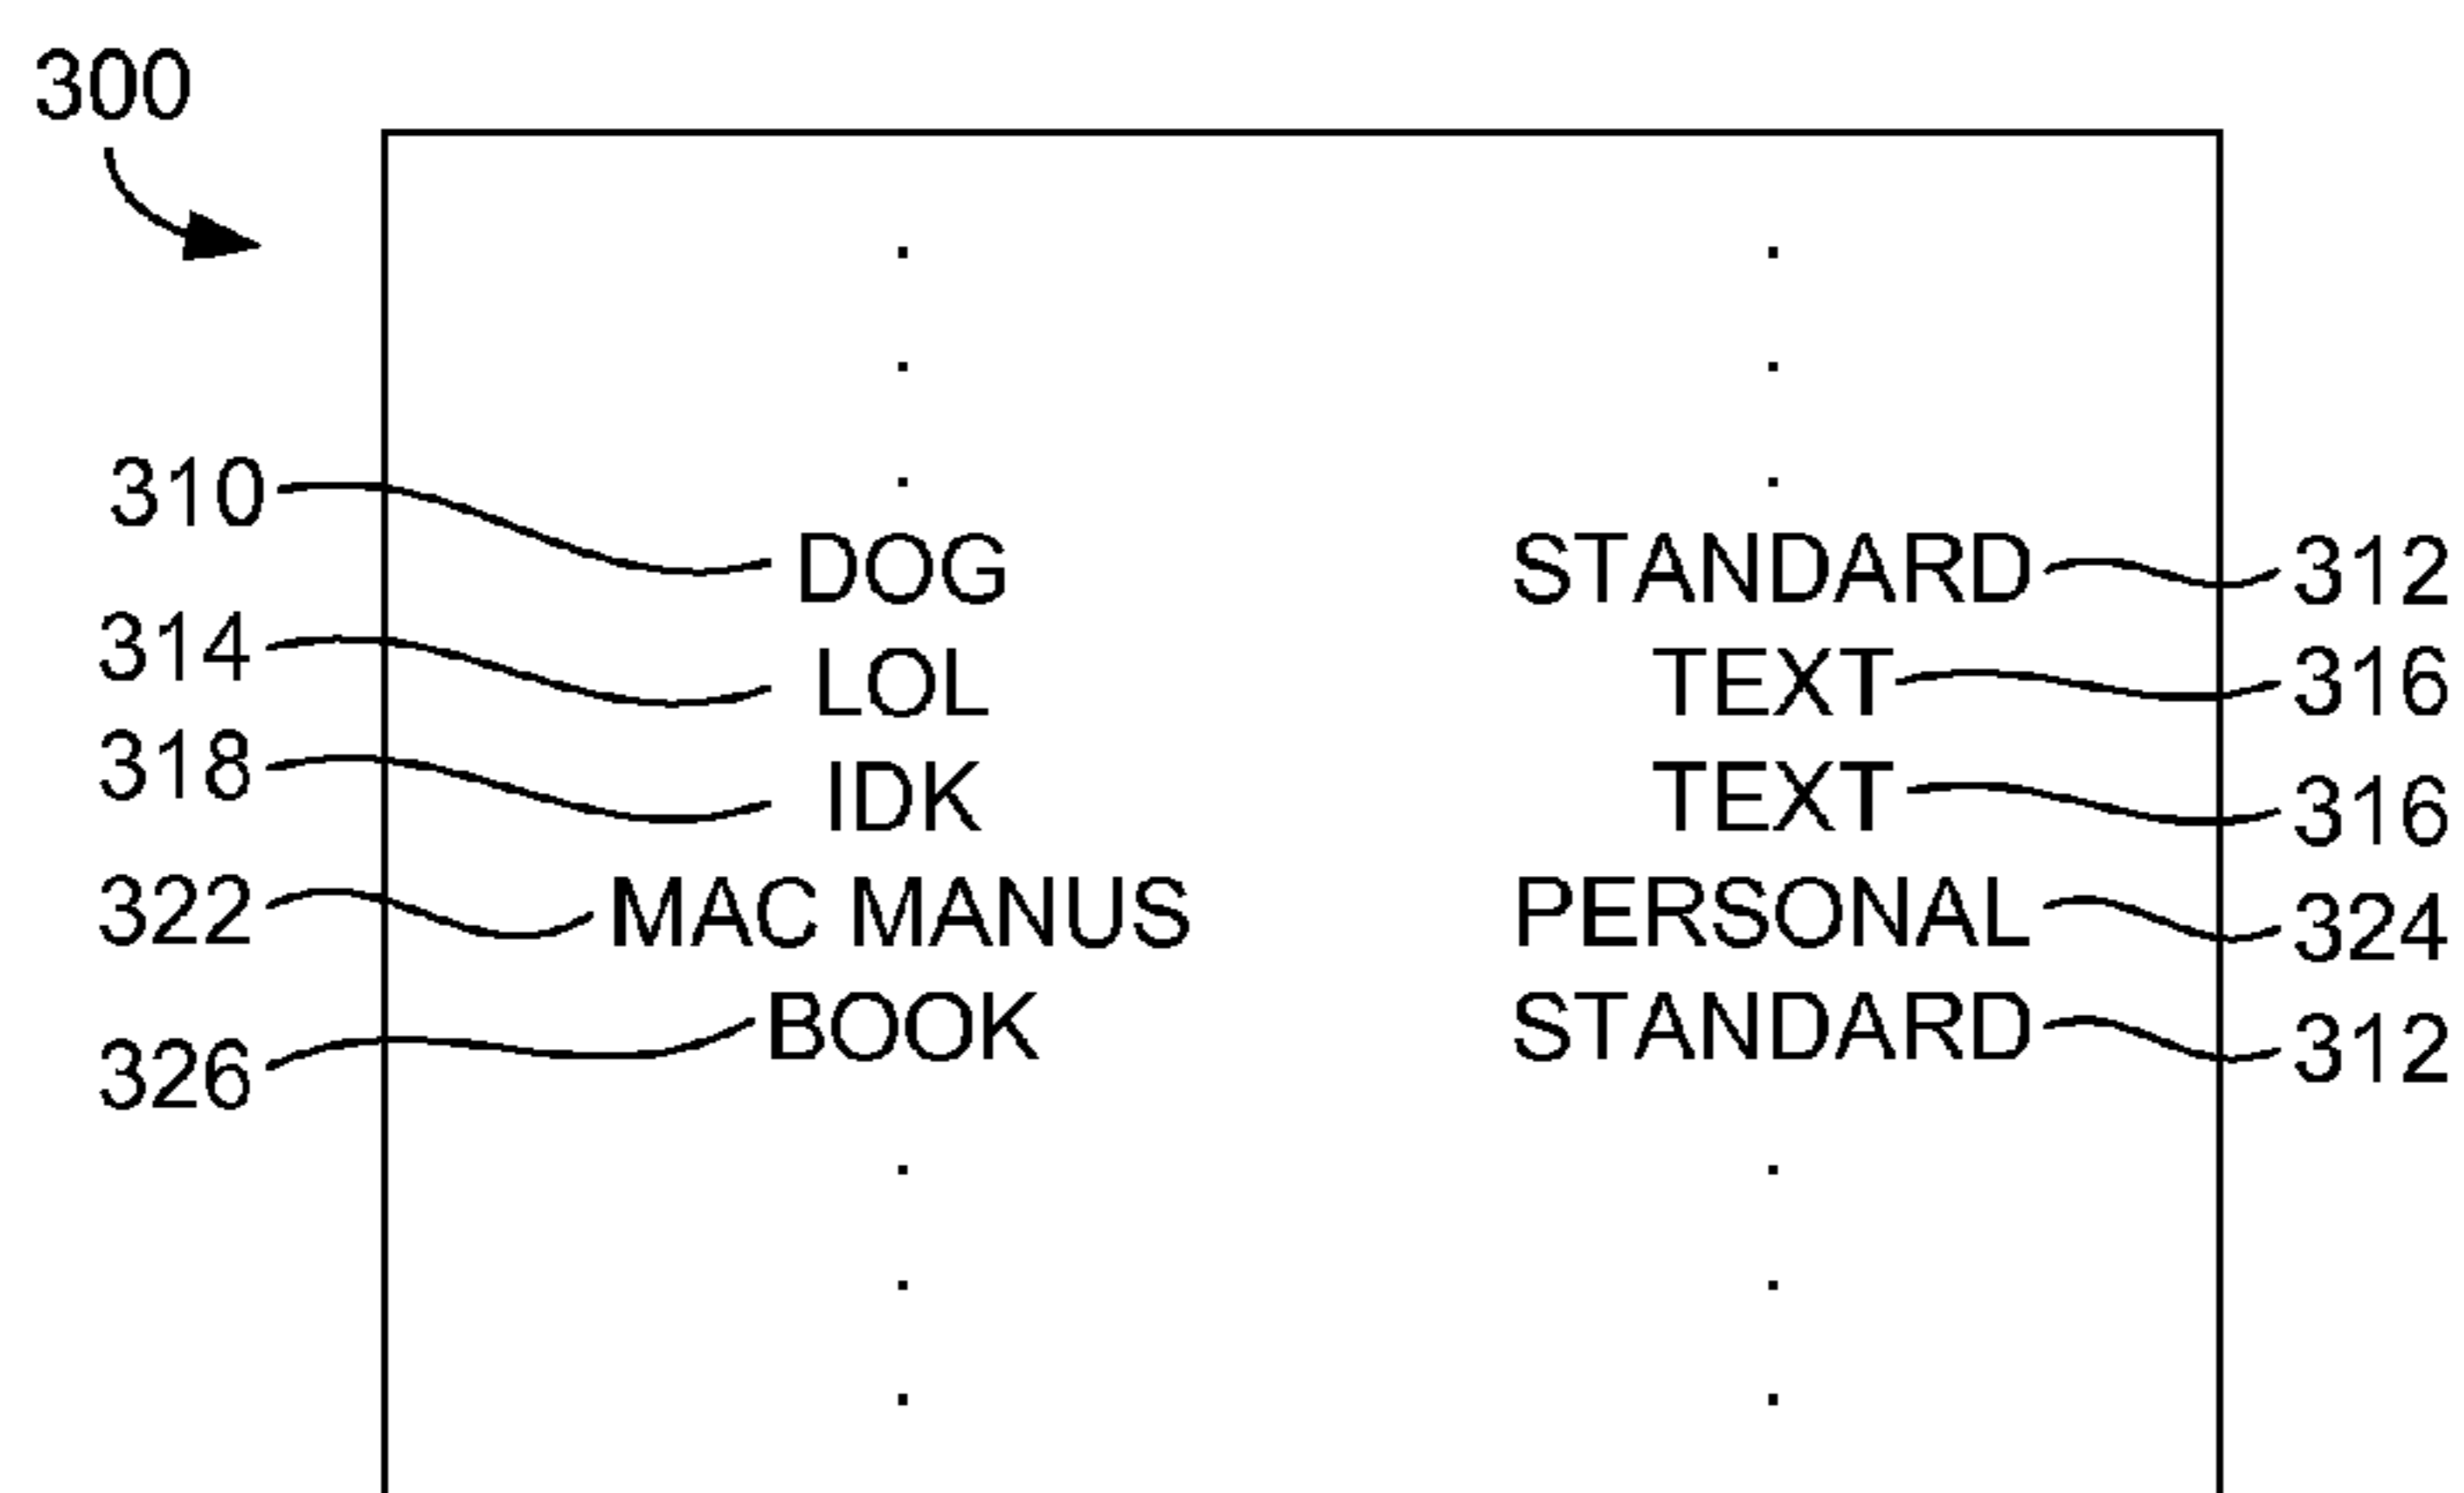 300
310 DOG STANDARD 312
314 LOL TEXT 316
318 IDK TEXT 316
322 MAC MANUS PERSONAL 324
326 BOOK STANDARD 312